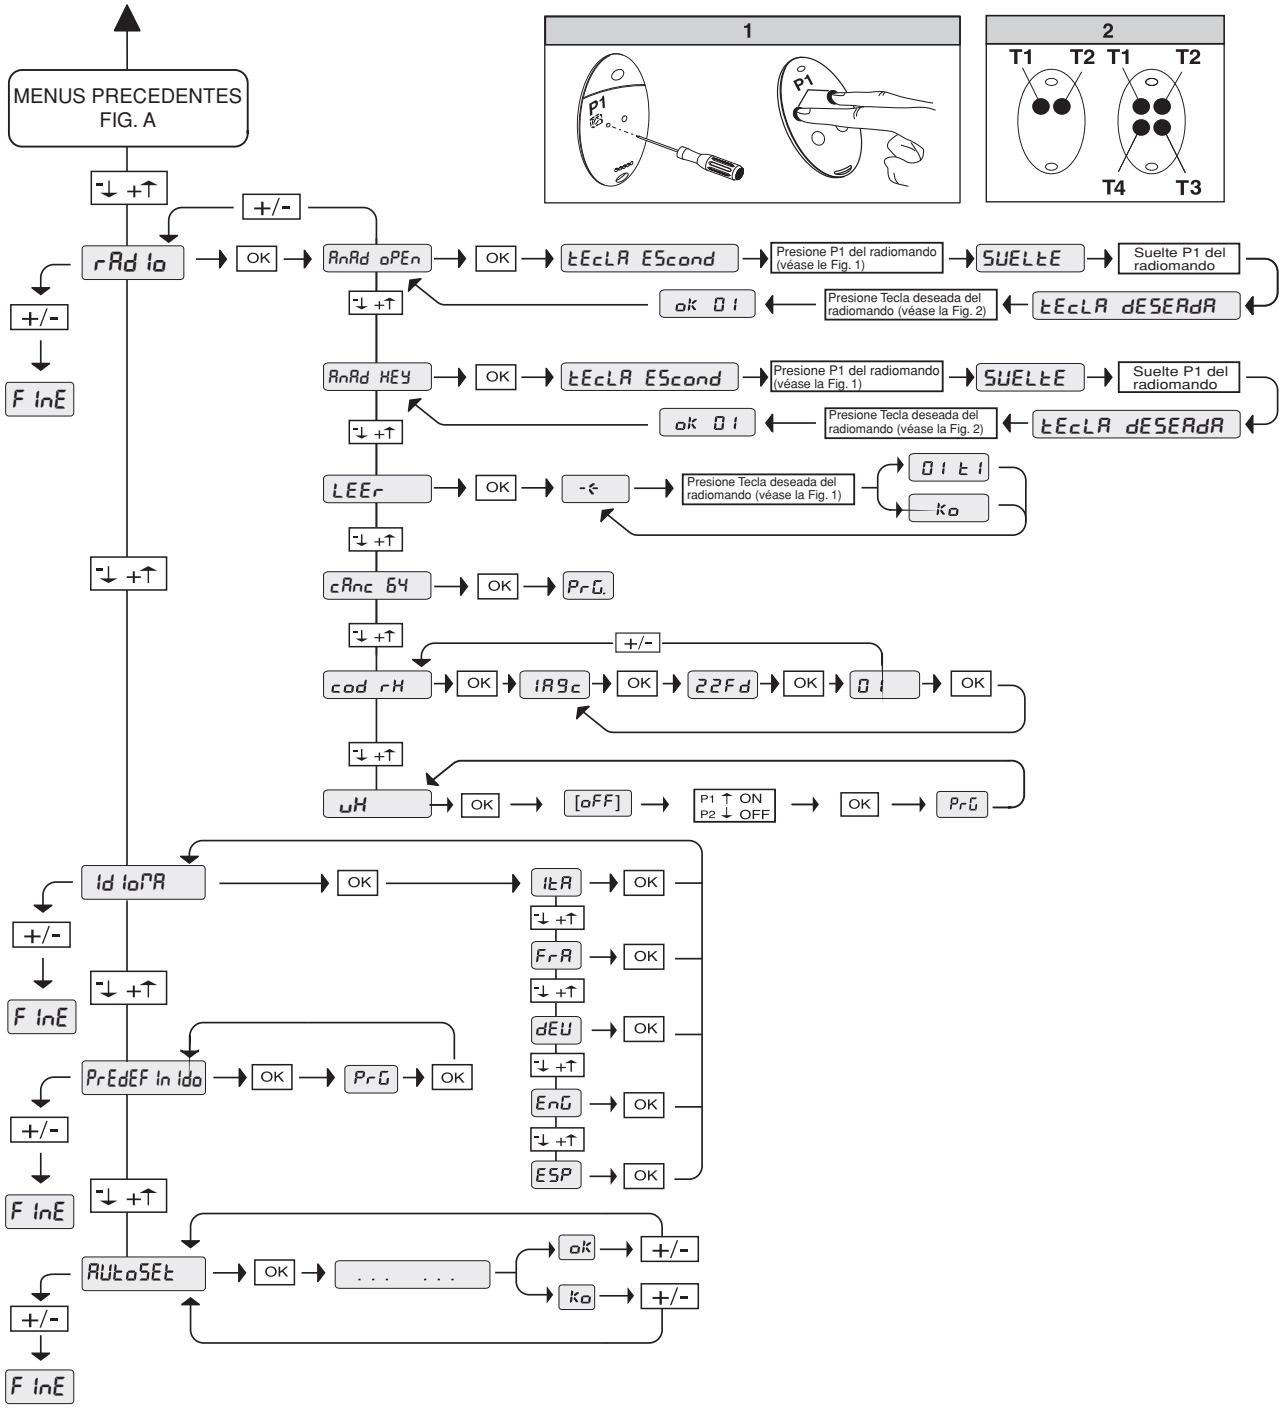 MENUS PRECEDENTES
FIG. A
1
P1
P1
2
T1 T2 T1 T2
T4 T3
-↓ +↑
+/-
rAd Io
OK
AnAd oPEn
OK
tEcLA EScond
Presione P1 del radiomando
(véase le Fig. 1)
SUELtE
Suelte P1 del
radiomando
+/-
-↓ +↑
oK 01
Presione Tecla deseada del
radiomando (véase la Fig. 2)
tEcLA dESEAdA
F InE
AnAd KEY
OK
tEcLA EScond
Presione P1 del radiomando
(véase la Fig. 1)
SUELtE
Suelte P1 del
radiomando
-↓ +↑
oK 01
Presione Tecla deseada del
radiomando (véase la Fig. 2)
tEcLA dESEAdA
LEEr
OK
Presione Tecla deseada del
radiomando (véase la Fig. 1)
01 t1
Ko
-↓ +↑
-↓ +↑
cAnc 64
OK
PrG.
-↓ +↑
+/-
cod rH
OK
1A9c
OK
22Fd
OK
01
OK
-↓ +↑
uH
OK
[oFF]
P1 ↑ ON
P2 ↓ OFF
OK
PrG
Id IoMA
OK
ItA
OK
-↓ +↑
+/-
FrA
OK
-↓ +↑
-↓ +↑
F InE
dEU
OK
-↓ +↑
PrEdEF In Ido
OK
PrG
OK
EnG
OK
+/-
-↓ +↑
ESP
OK
-↓ +↑
F InE
AUtoSEt
OK
... ...
oK
+/-
Ko
+/-
+/-
F InE